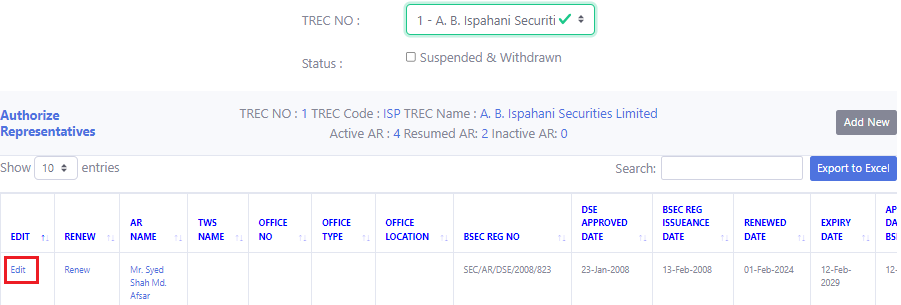 TREC NO :
1 - A. B. Ispahani Securiti
Status :
Suspended & Withdrawn
Authorize
Representatives
TREC NO : 1 TREC Code : ISP TREC Name : A. B. Ispahani Securities Limited
Active AR : 4 Resumed AR: 2 Inactive AR: 0
Add New
Show 10 entries
Search:
Export to Excel
EDIT
RENEW
AR
NAME
TWS
NAME
OFFICE
NO
OFFICE
TYPE
OFFICE
LOCATION
BSEC REG NO
DSE
APPROVED
DATE
BSEC REG
ISSUEANCE
DATE
RENEWED
DATE
EXPIRY
DATE
AP
DA
BS
Edit
Renew
Mr. Syed
Shah Md.
Afsar
SEC/AR/DSE/2008/823
23-Jan-2008
13-Feb-2008
01-Feb-2024
12-Feb-
2029
12-